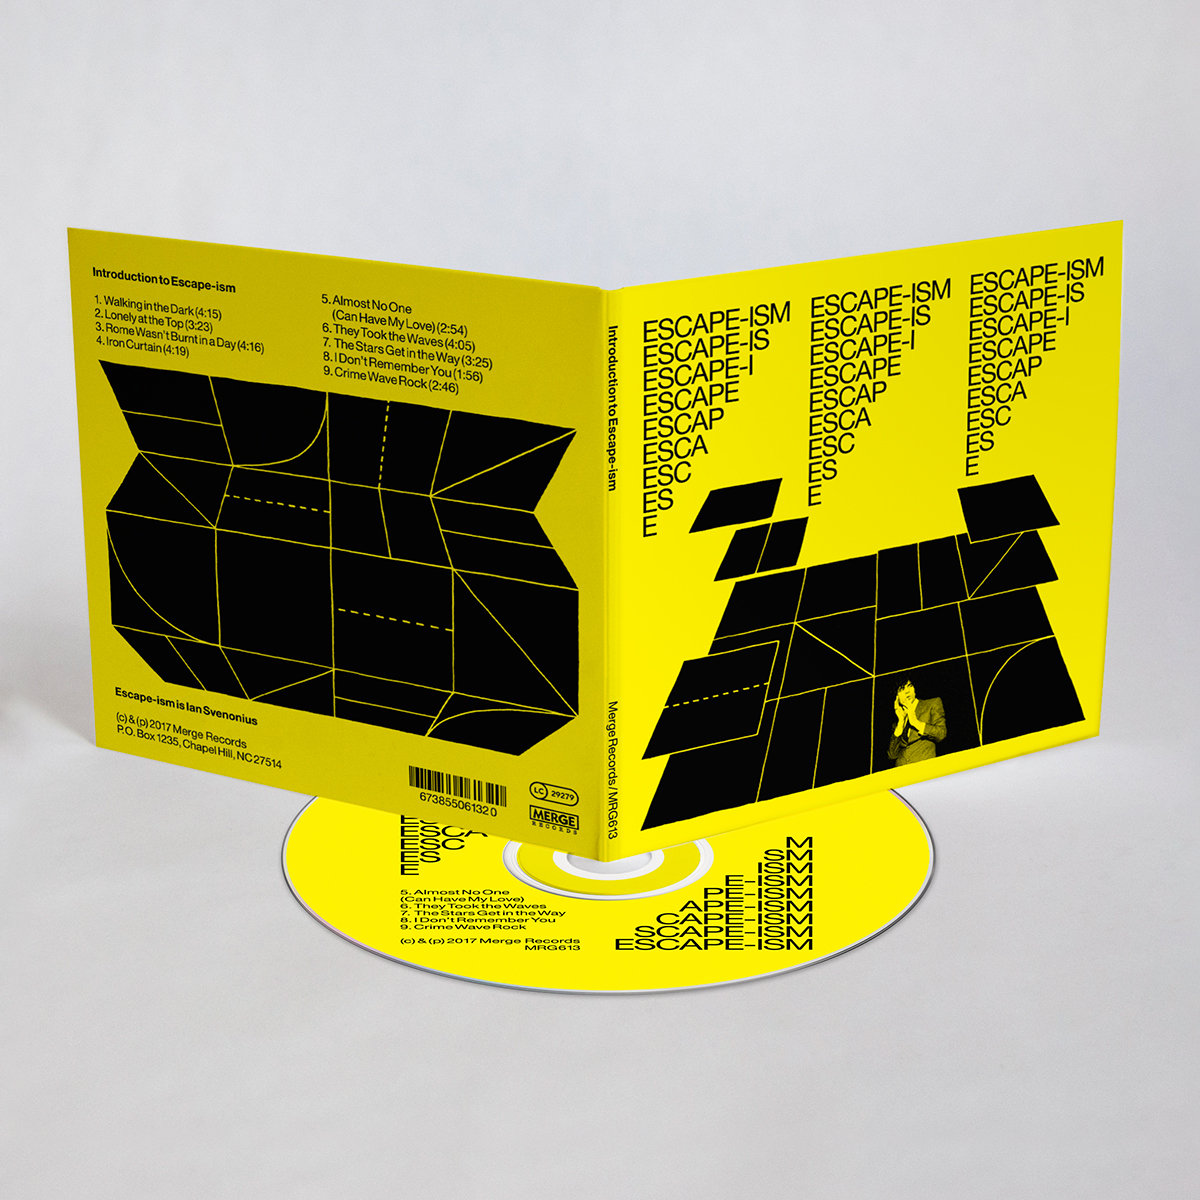 Introduction to Escape-ism
1. Walking in the Dark (4:15)
2. Lonely at the Top (3:23)
3. Rome Wasn't Burnt in a Day (4:16)
4. Iron Curtain (4:19)
5. Almost No One
(Can Have My Love) (2:54)
6. They Took the Waves (4:05)
7. The Stars Get in the Way (3:25)
8. I Don't Remember You (1:56)
9. Crime Wave Rock (2:46)
Escape-ism is Ian Svenonius
(c) & (p) 2017 Merge Records
P.O. Box 1235, Chapel Hill, NC 27514
673855061320
LC 29279
MERGE
RECORDS
Introduction to Escape-ism
Merge Records / MRG613
ESCAPE-ISM
ESCAPE-IS
ESCAPE-I
ESCAPE
ESCAP
ESCA
ESC
ES
E
ESCAPE-ISM
ESCAPE-IS
ESCAPE-I
ESCAPE
ESCAP
ESCA
ESC
ES
E
ESCAPE-ISM
ESCAPE-IS
ESCAPE-I
ESCAPE
ESCAP
ESCA
ESC
ES
E
ESCA
ESC
ES
E
5. Almost No One
(Can Have My Love)
6. They Took the Waves
7. The Stars Get in the Way
8. I Don't Remember You
9. Crime Wave Rock
(c) & (p) 2017 Merge Records
MRG613
M
SM
ISM
E-ISM
PE-ISM
APE-ISM
CAPE-ISM
SCAPE-ISM
ESCAPE-ISM